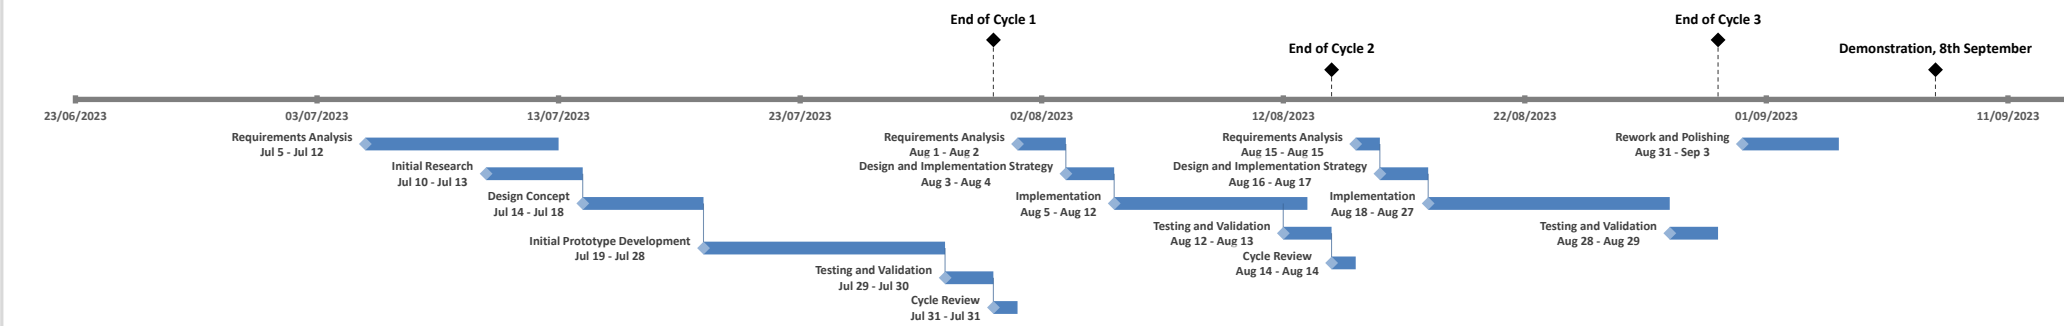 End of Cycle 1
End of Cycle 3
End of Cycle 2
Demonstration, 8th September
23/06/2023
03/07/2023
13/07/2023
23/07/2023
02/08/2023
12/08/2023
22/08/2023
01/09/2023
11/09/2023
Requirements Analysis
Jul 5 - Jul 12
Initial Research
Jul 10 - Jul 13
Design Concept
Jul 14 - Jul 18
Initial Prototype Development
Jul 19 - Jul 28
Testing and Validation
Jul 29 - Jul 30
Cycle Review
Jul 31 - Jul 31
Requirements Analysis
Aug 1 - Aug 2
Design and Implementation Strategy
Aug 3 - Aug 4
Implementation
Aug 5 - Aug 12
Testing and Validation
Aug 12 - Aug 13
Cycle Review
Aug 14 - Aug 14
Requirements Analysis
Aug 15 - Aug 15
Design and Implementation Strategy
Aug 16 - Aug 17
Implementation
Aug 18 - Aug 27
Testing and Validation
Aug 28 - Aug 29
Rework and Polishing
Aug 31 - Sep 3